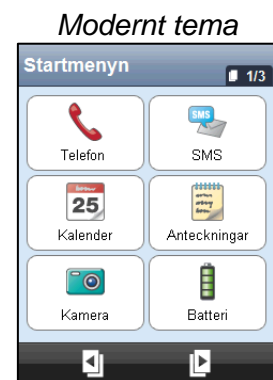 Modernt tema
Startmenyn
1/3
SMS
Telefon
SMS
25
Kalender
Anteckningar
Kamera
Batteri